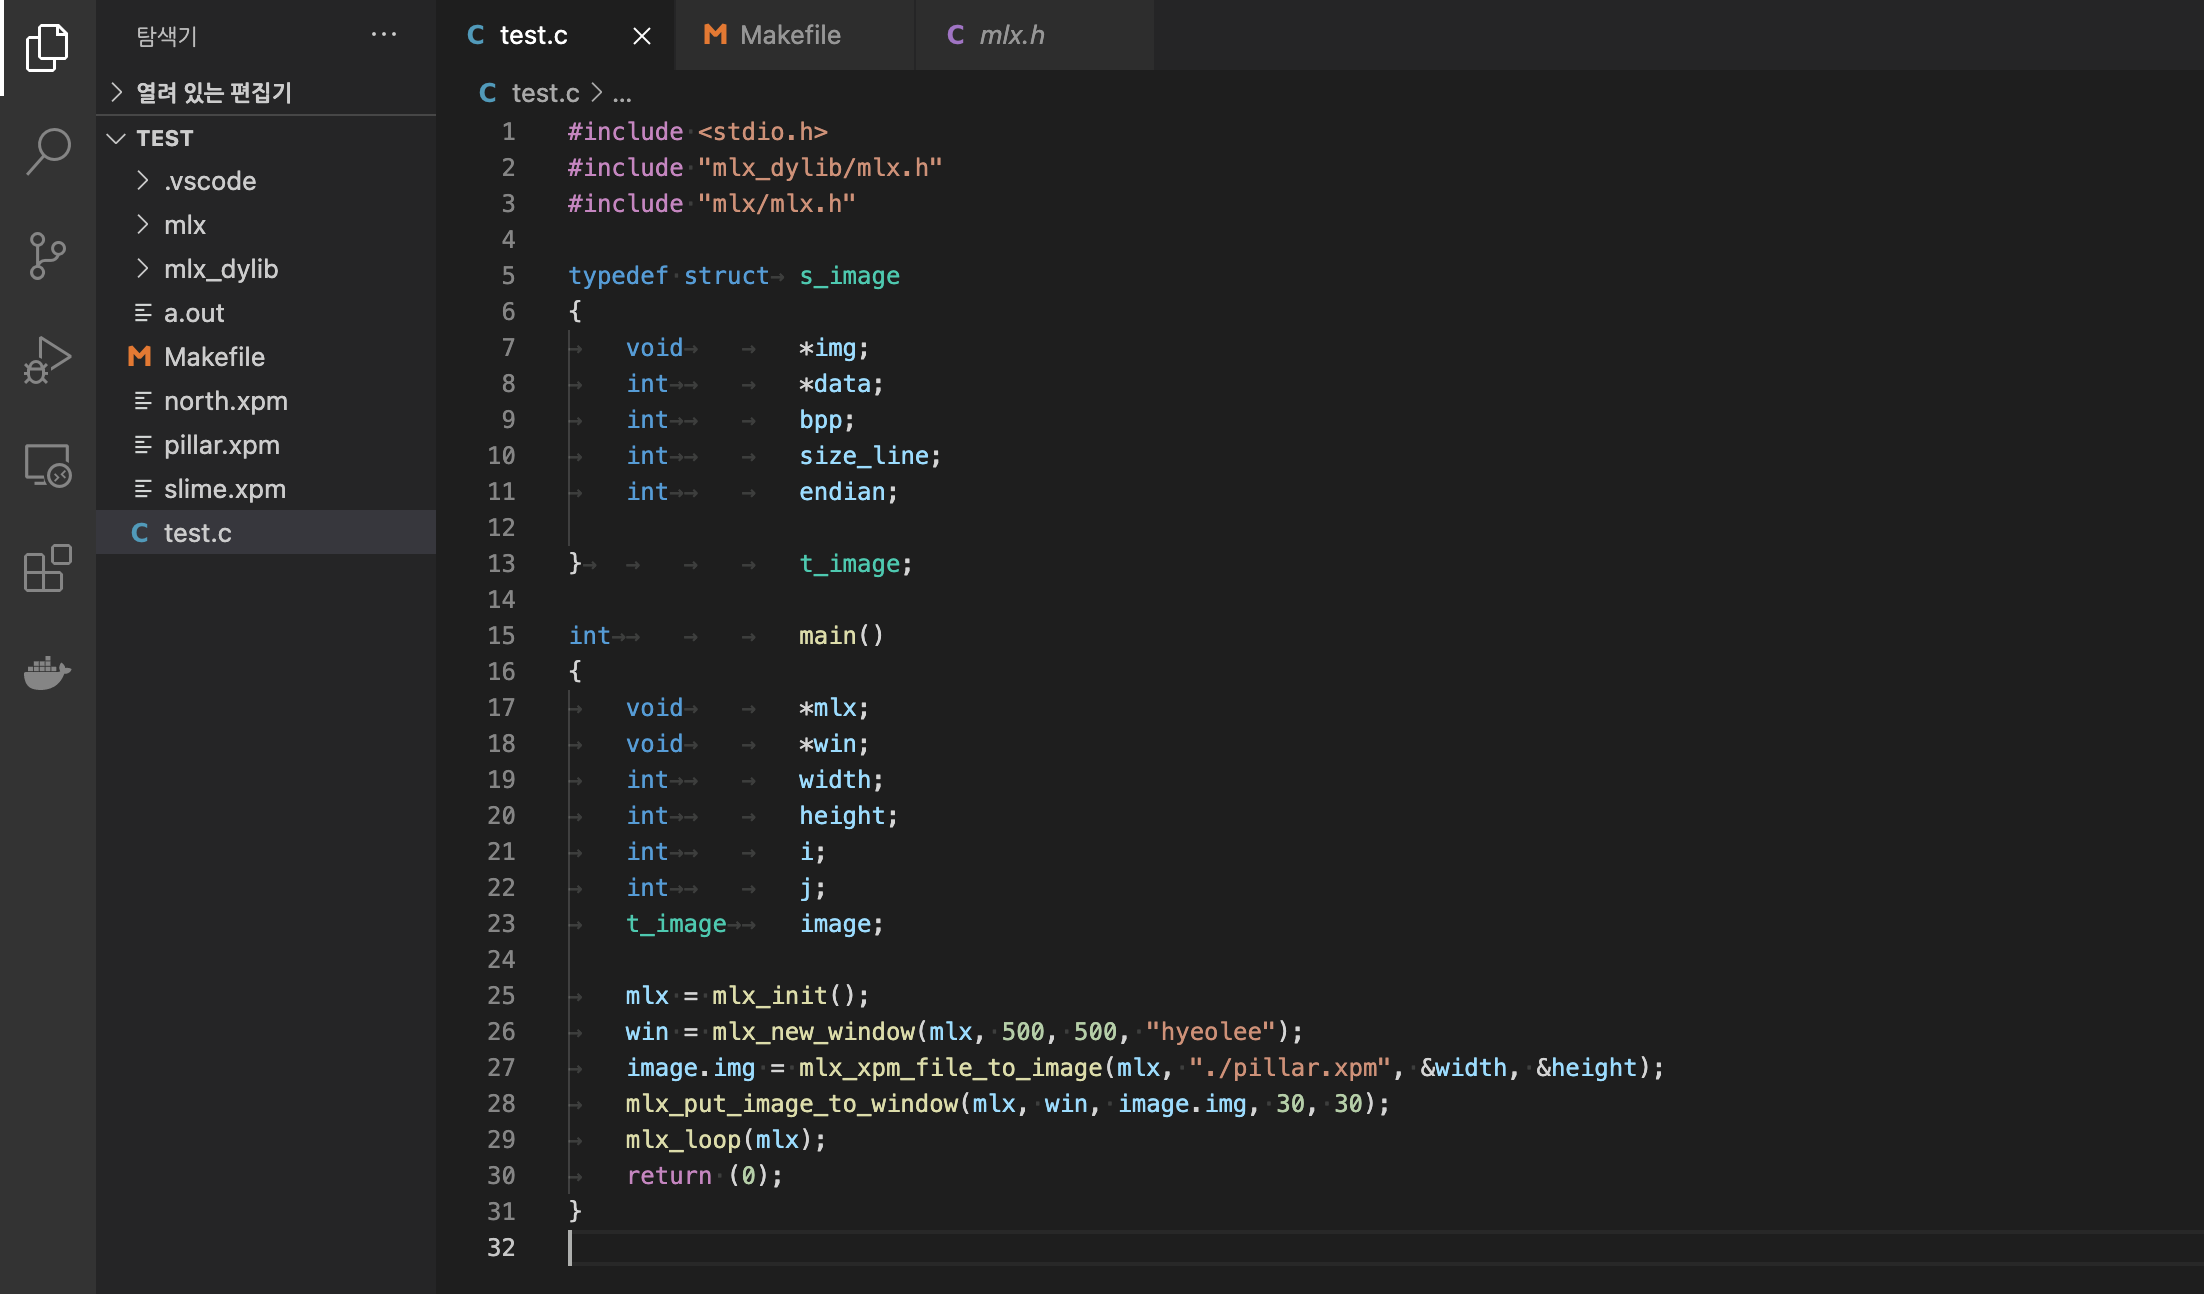 탐색기 ...
열려 있는 편집기
TEST
.vscode
mlx
mlx_dylib
a.out
Makefile
north.xpm
pillar.xpm
slime.xpm
test.c
test.c Makefile mlx.h
test.c > ...
1 #include <stdio.h>
2 #include "mlx_dylib/mlx.h"
3 #include "mlx/mlx.h"
4
5 typedef struct s_image
6 {
7 void *img;
8 int *data;
9 int bpp;
10 int size_line;
11 int endian;
12
13 } t_image;
14
15 int main()
16 {
17 void *mlx;
18 void *win;
19 int width;
20 int height;
21 int i;
22 int j;
23 t_image image;
24
25 mlx = mlx_init();
26 win = mlx_new_window(mlx, 500, 500, "hyeolee");
27 image.img = mlx_xpm_file_to_image(mlx, "./pillar.xpm", &width, &height);
28 mlx_put_image_to_window(mlx, win, image.img, 30, 30);
29 mlx_loop(mlx);
30 return (0);
31 }
32